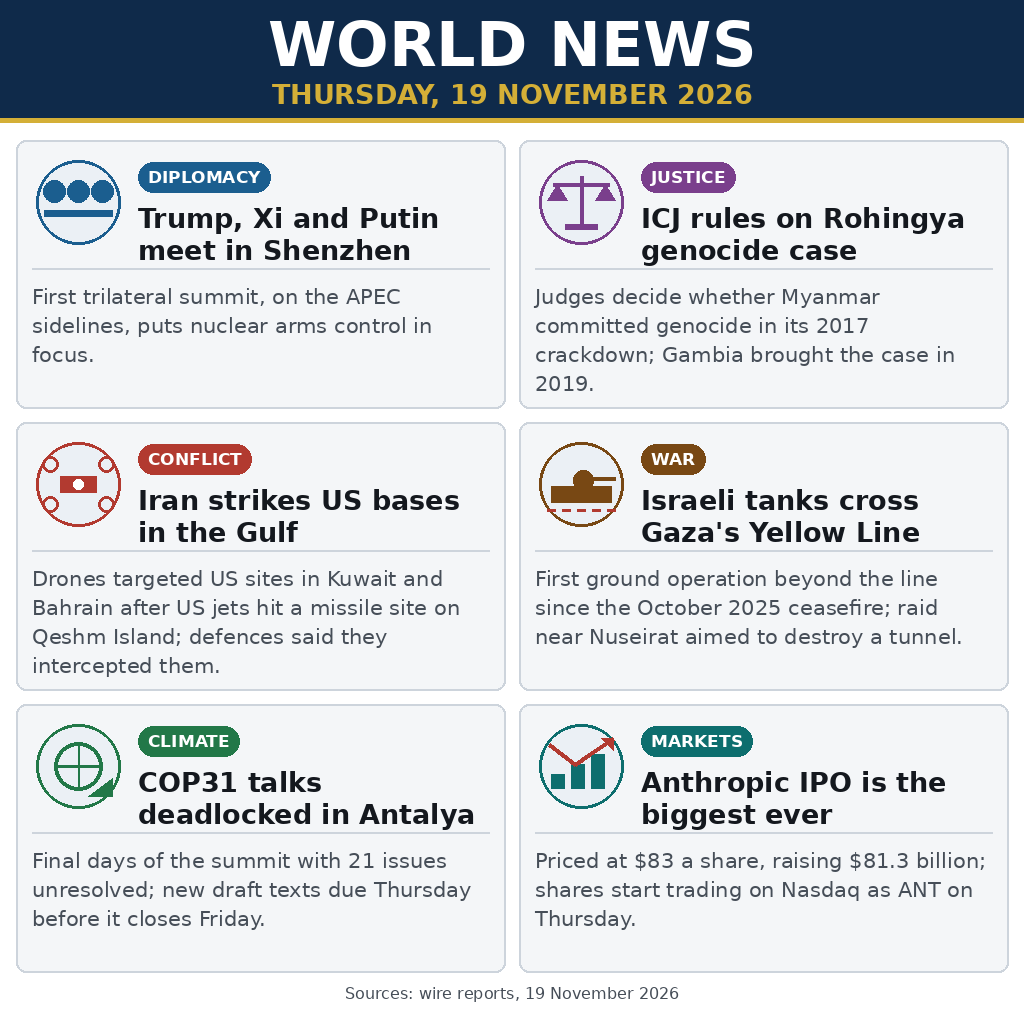 WORLD NEWS
THURSDAY, 19 NOVEMBER 2026
DIPLOMACY
Trump, Xi and Putin
meet in Shenzhen
First trilateral summit, on the APEC
sidelines, puts nuclear arms control in
focus.
JUSTICE
ICJ rules on Rohingya
genocide case
Judges decide whether Myanmar
committed genocide in its 2017
crackdown; Gambia brought the case in
2019.
CONFLICT
Iran strikes US bases
in the Gulf
Drones targeted US sites in Kuwait and
Bahrain after US jets hit a missile site on
Qeshm Island; defences said they
intercepted them.
WAR
Israeli tanks cross
Gaza's Yellow Line
First ground operation beyond the line
since the October 2025 ceasefire; raid
near Nuseirat aimed to destroy a tunnel.
CLIMATE
COP31 talks
deadlocked in Antalya
Final days of the summit with 21 issues
unresolved; new draft texts due Thursday
before it closes Friday.
MARKETS
Anthropic IPO is the
biggest ever
Priced at $83 a share, raising $81.3 billion;
shares start trading on Nasdaq as ANT on
Thursday.
Sources: wire reports, 19 November 2026